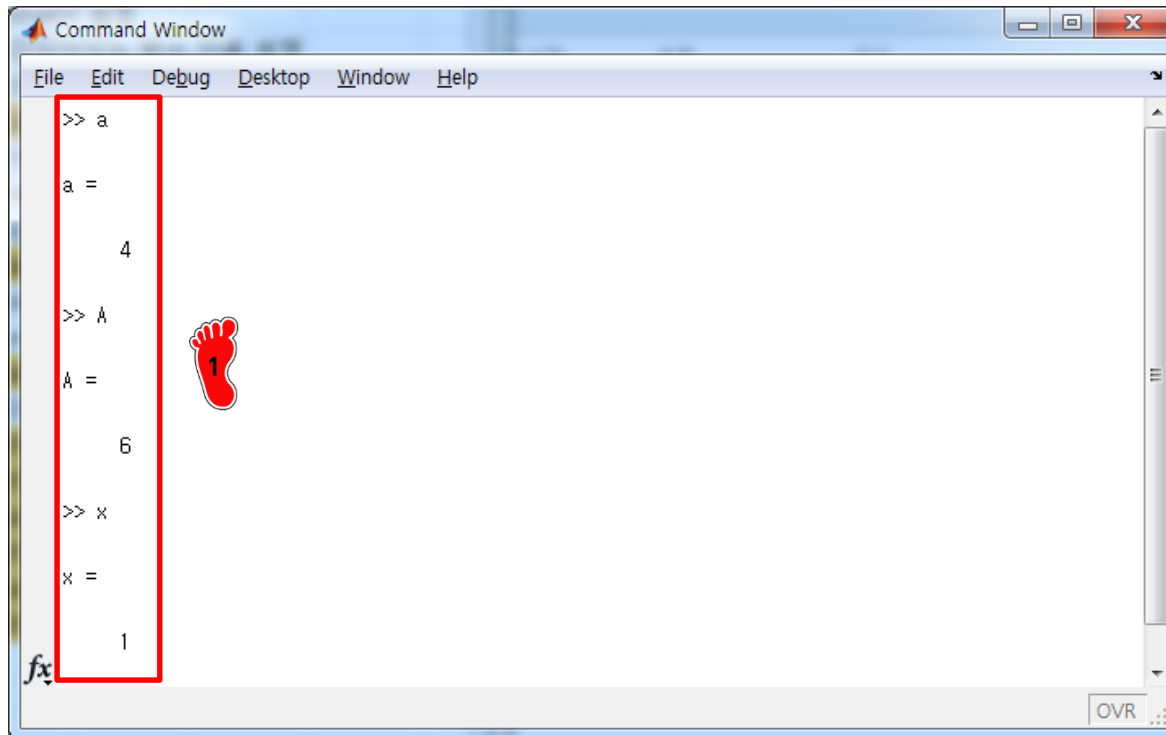 Command Window
File Edit Debug Desktop Window Help
>> a
a =
4
>> A
1
A =
6
>> x
x =
1
fx
OVR